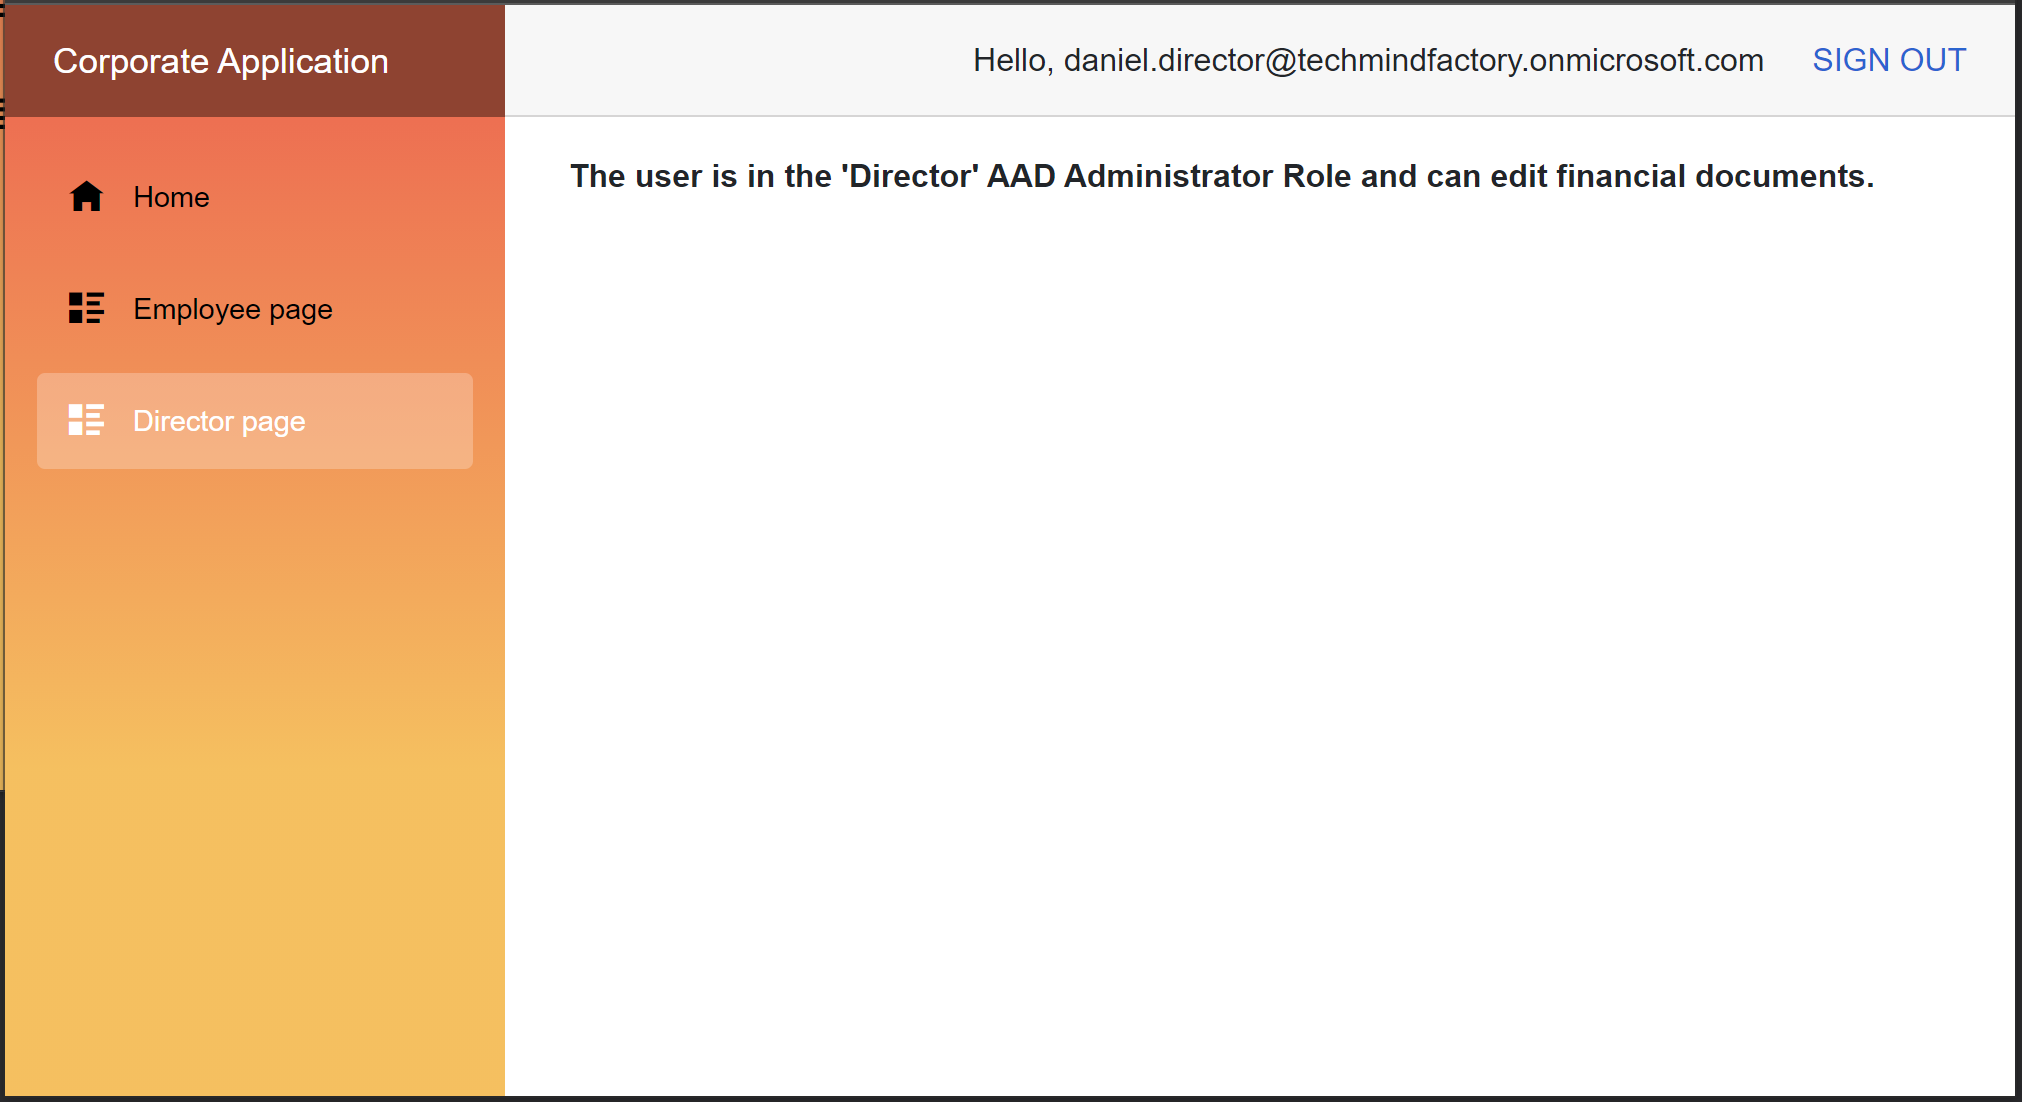 Corporate Application
Hello, daniel.director@techmindfactory.onmicrosoft.com
SIGN OUT
Home
Employee page
Director page
The user is in the 'Director' AAD Administrator Role and can edit financial documents.